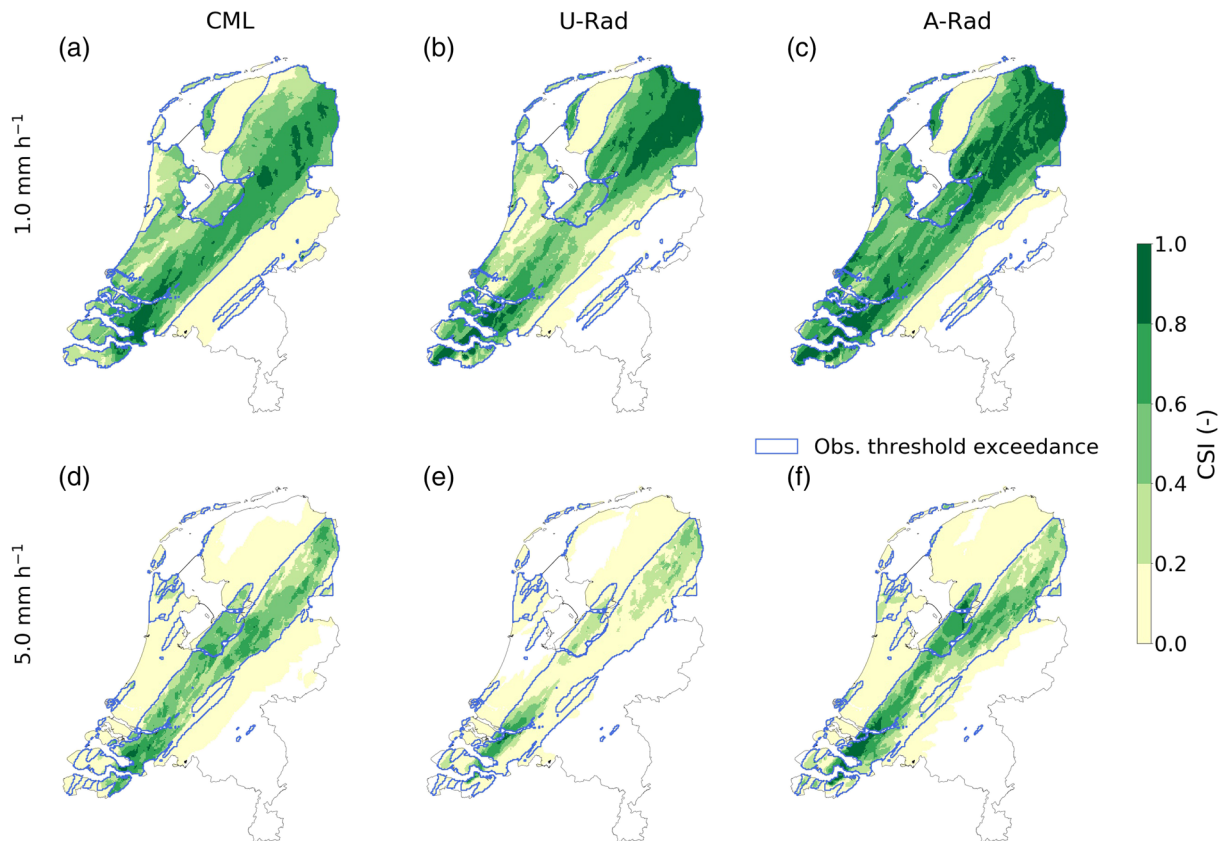 CML
U-Rad
A-Rad
(a)
(b)
(c)
1.0 mm h⁻¹
1.0
0.8
0.6
0.4
0.2
0.0
CSI (-)
Obs. threshold exceedance
(d)
(e)
(f)
5.0 mm h⁻¹